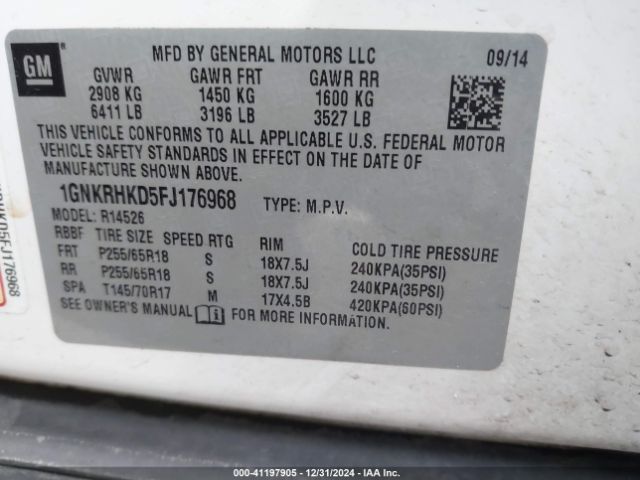 GM
MFD BY GENERAL MOTORS LLC 09/14
GVWR GAWR FRT GAWR RR
2908 KG 1450 KG 1600 KG
6411 LB 3196 LB 3527 LB
THIS VEHICLE CONFORMS TO ALL APPLICABLE U.S. FEDERAL MOTOR
VEHICLE SAFETY STANDARDS IN EFFECT ON THE DATE OF
MANUFACTURE SHOWN ABOVE.
1GNKRHKD5FJ176968 TYPE: M.P.V.
MODEL: R14526
RBBF TIRE SIZE SPEED RTG RIM COLD TIRE PRESSURE
FRT P255/65R18 S 18X7.5J 240KPA(35PSI)
RR P255/65R18 S 18X7.5J 240KPA(35PSI)
SPA T145/70R17 M 17X4.5B 420KPA(60PSI)
SEE OWNER'S MANUAL FOR MORE INFORMATION.
RHKD5FJ176968
000-41197905 - 12/31/2024 - IAA Inc.